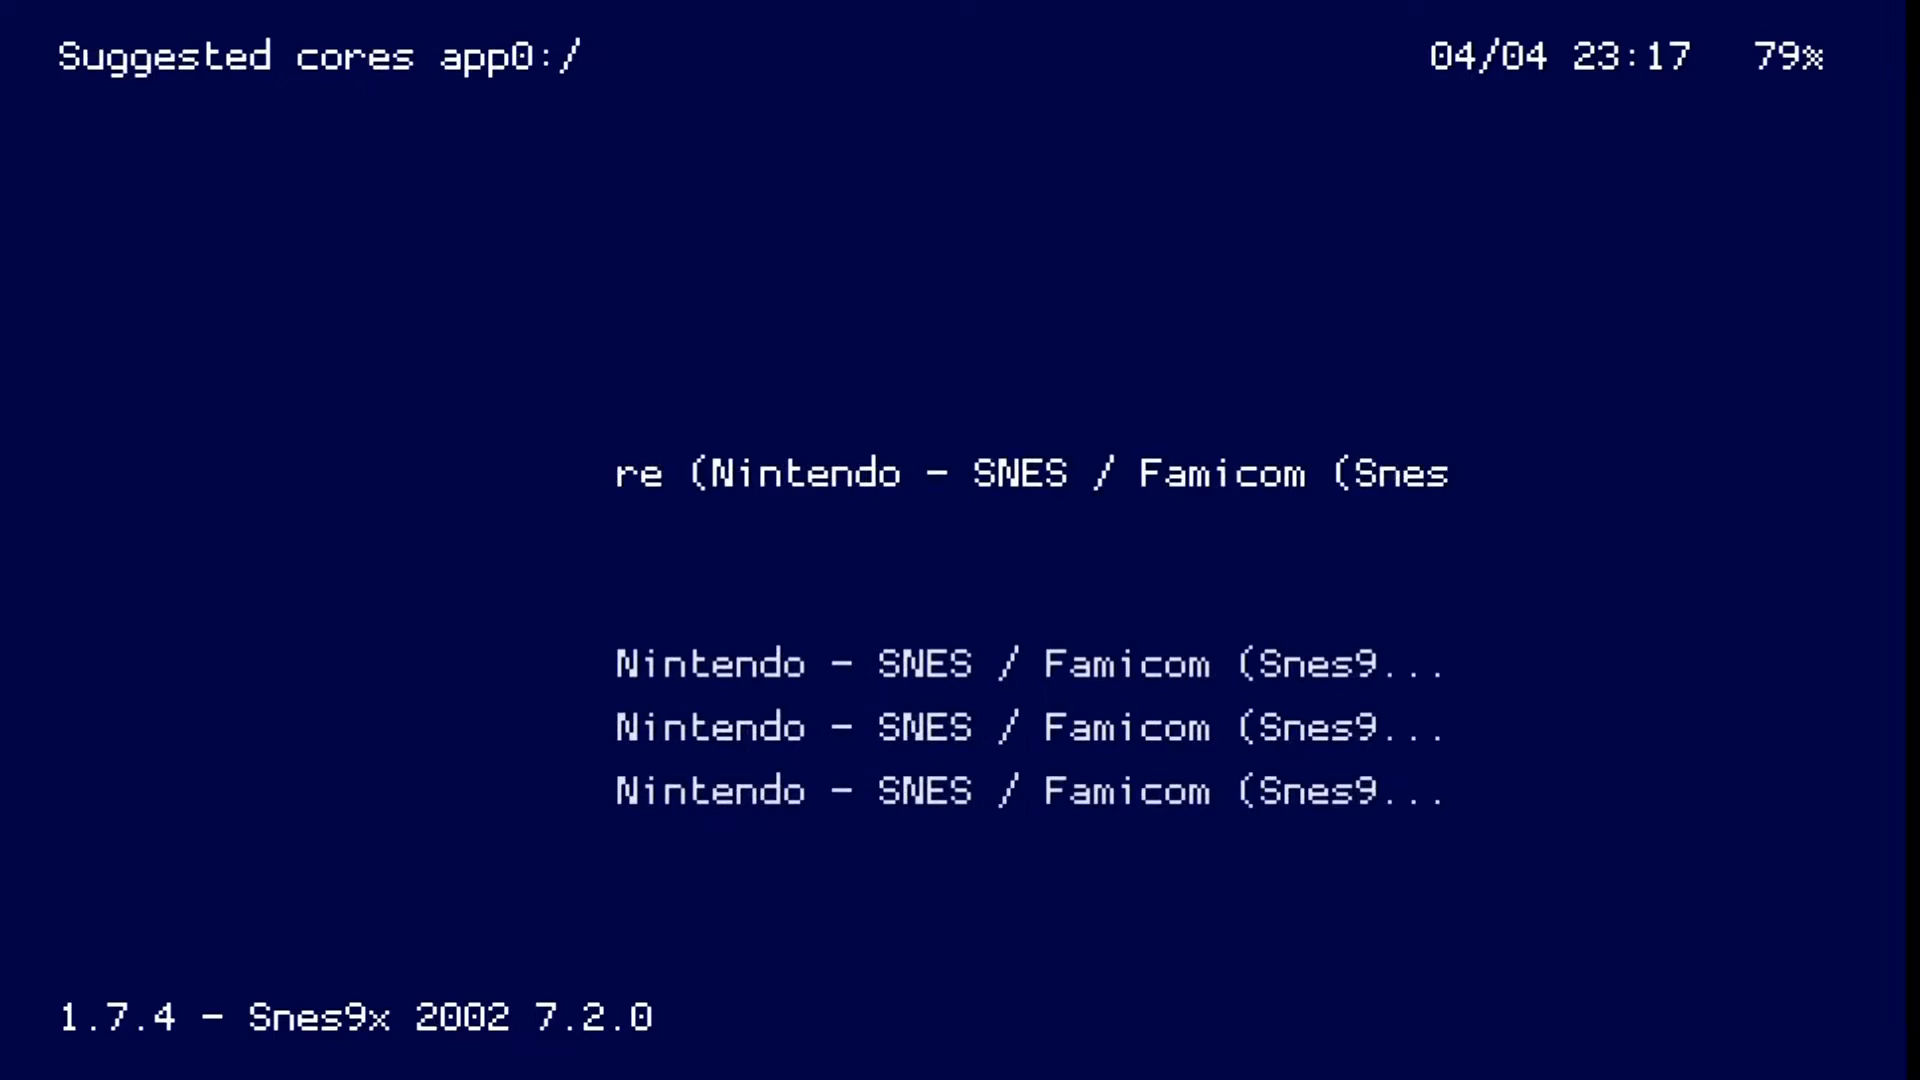 Suggested cores app0:/
04/04 23:17 79%
re (Nintendo - SNES / Famicom (Snes
Nintendo - SNES / Famicom (Snes9...
Nintendo - SNES / Famicom (Snes9...
Nintendo - SNES / Famicom (Snes9...
1.7.4 - Snes9x 2002 7.2.0